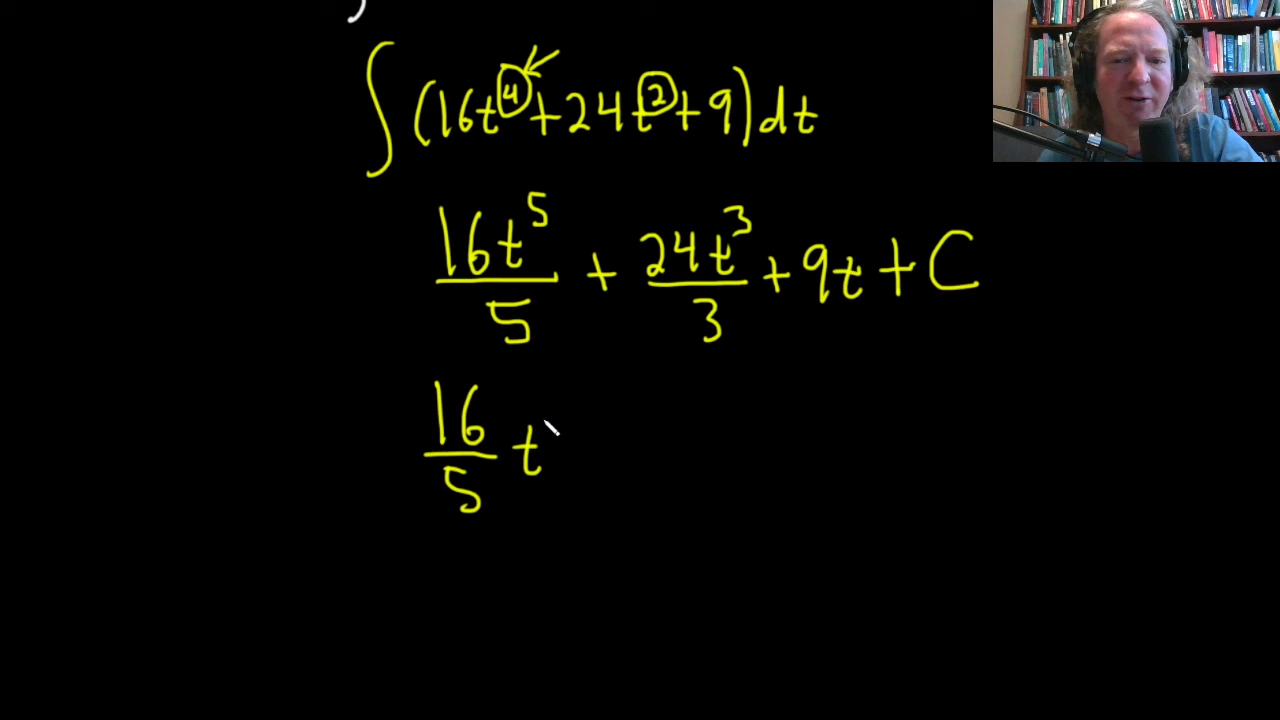 ∫(16t⁴+24t²+9)dt
16t⁵/5 + 24t³/3 + 9t + C
16/5 t